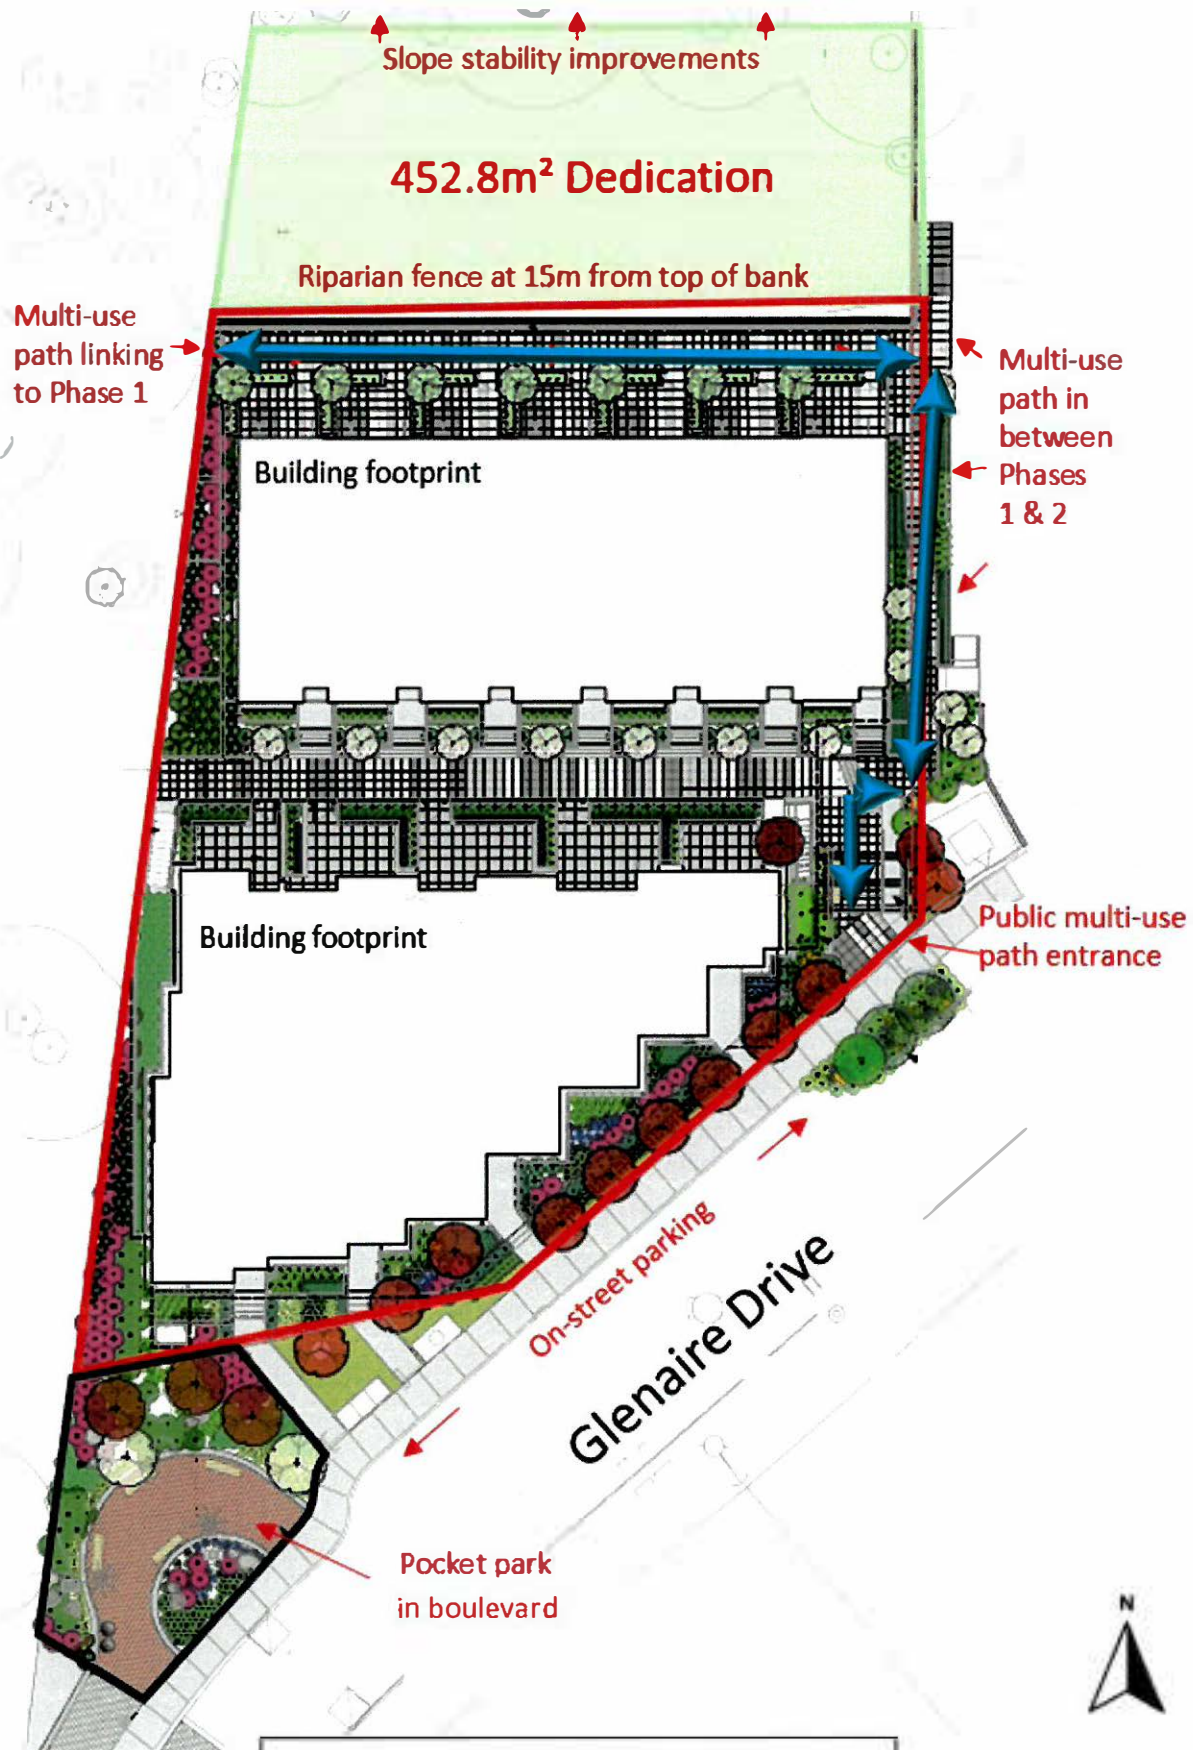 Slope stability improvements
452.8m² Dedication
Riparian fence at 15m from top of bank
Multi-use
path linking
to Phase 1
Multi-use
path in
between
Phases
1 & 2
Building footprint
Building footprint
Public multi-use
path entrance
On-street parking
Glenaire Drive
Pocket park
in boulevard
N